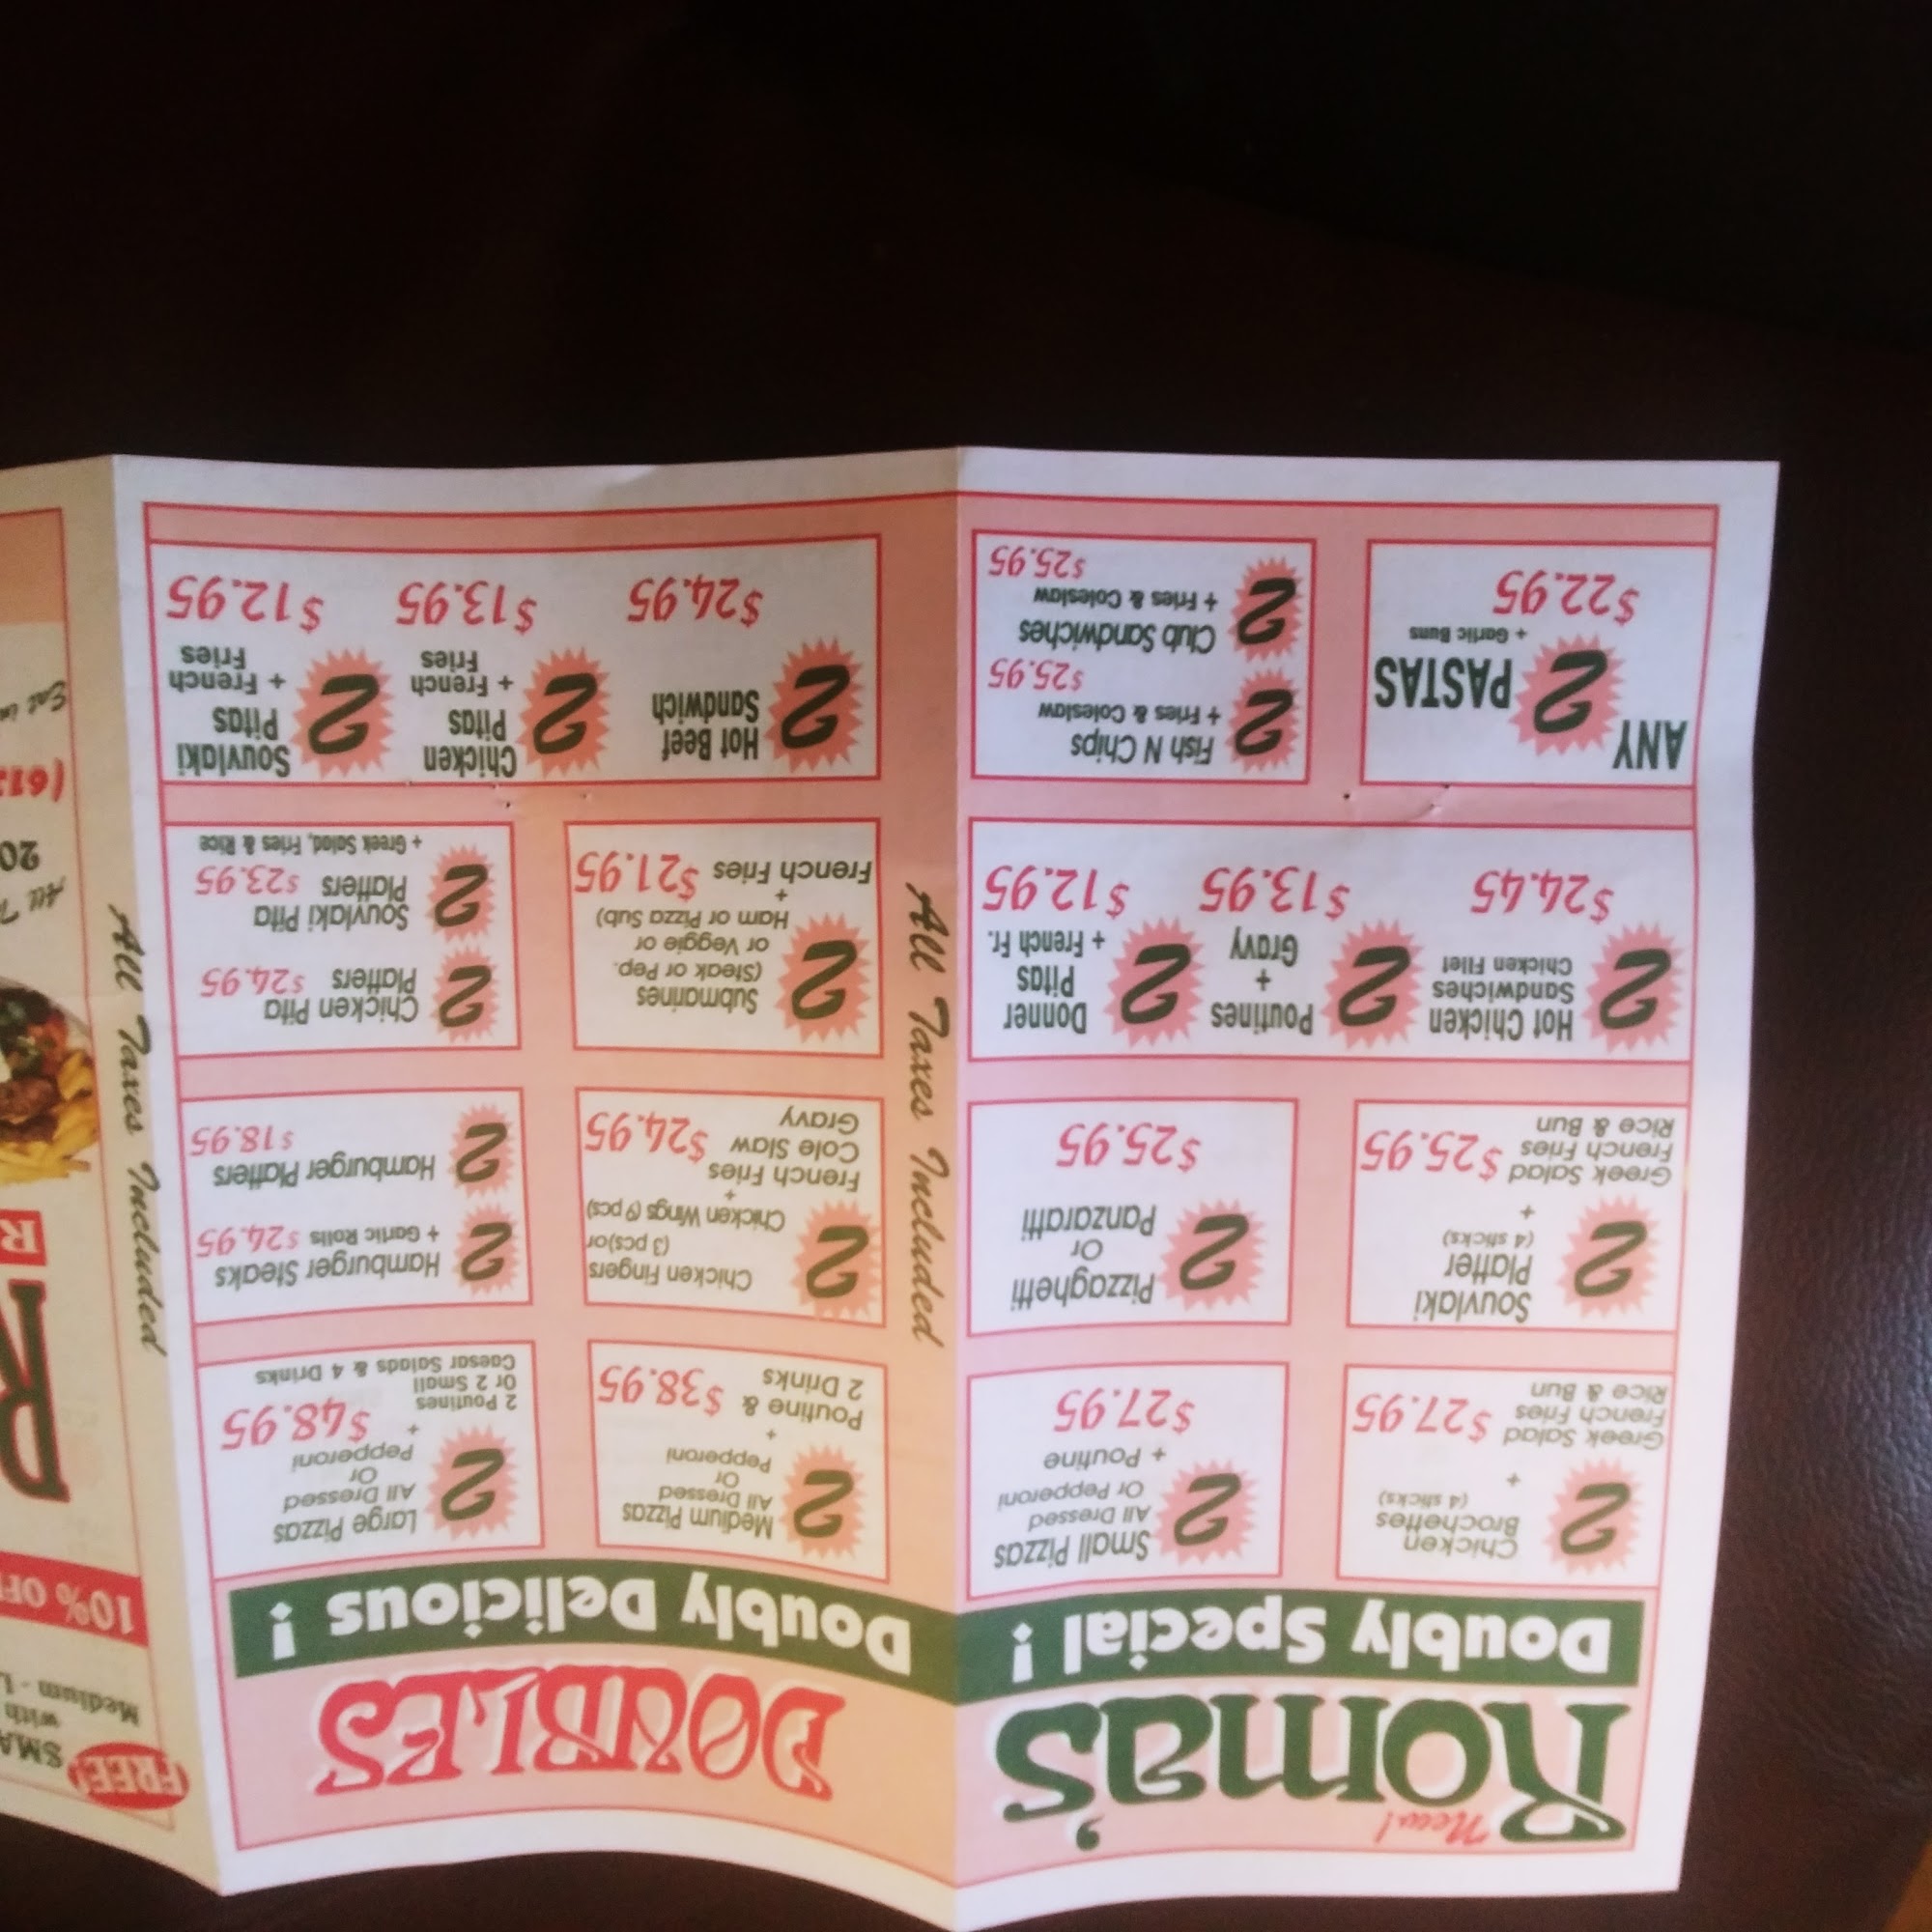 New!
Roma's
Doubly Special !
2 Chicken
Brochettes
(4 sticks)
+
Greek Salad
French Fries
Rice & Bun
$27.95
2 Small Pizzas
All Dressed
Or Pepperoni
+ Poutine
$27.95
2 Souvlaki
Platter
(4 sticks)
+
Greek Salad
French Fries
Rice & Bun
$25.95
2 Pizzaghetti
Or
Panzaratti
$25.95
2 Hot Chicken
Sandwiches
Chicken Filet
$24.45
2 Poutines
+
Gravy
$13.95
2 Donner
Pitas
+ French Fr.
$12.95
ANY
2 PASTAS
+ Garlic Buns
$22.95
2 Fish N Chips
+ Fries & Coleslaw
$25.95
2 Club Sandwiches
+ Fries & Coleslaw
$25.95
All Taxes Included
DOUBLES
Doubly Delicious !
2 Medium Pizzas
All Dressed
Or
Pepperoni
+
Poutine &
2 Drinks
$38.95
2 Large Pizzas
All Dressed
Or
Pepperoni
+
$48.95
2 Poutines
Or 2 Small
Caesar Salads & 4 Drinks
2 Chicken Fingers
(3 pcs)or
Chicken Wings (9 pcs)
+
French Fries
Cole Slaw
Gravy
$24.95
2 Hamburger Steaks
+ Garlic Rolls $24.95
2 Hamburger Platters
$18.95
2 Submarines
(Steak or Pep.
or Veggie or
Ham or Pizza Sub)
+
French Fries $21.95
2 Chicken Pita
Platters $24.95
2 Souvlaki Pita
Platters $23.95
+ Greek Salad, Fries & Rice
2 Hot Beef
Sandwich
$24.95
2 Chicken
Pitas
+ French
Fries
$13.95
2 Souvlaki
Pitas
+ French
Fries
$12.95
All Taxes Included
FREE!
SMA
with
Medium - L
10% OFF
R
R
All T
20
(613
Eat in